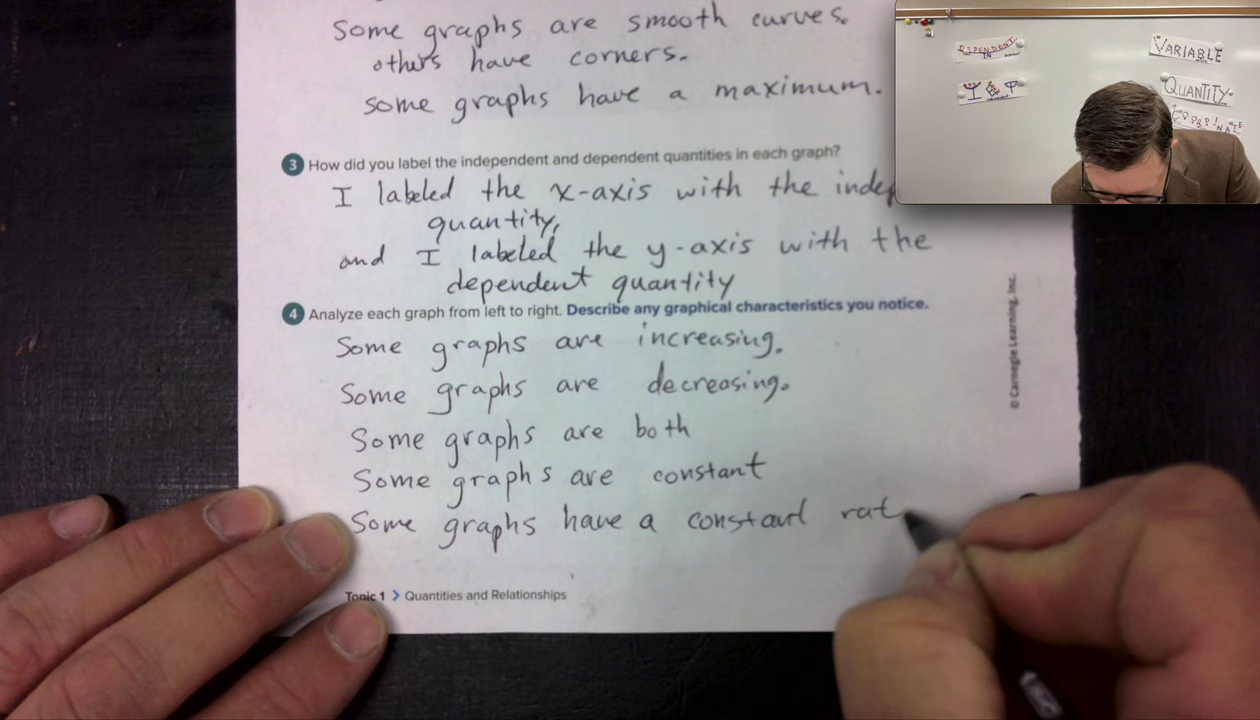 Some graphs are smooth curves.
others have corners.
some graphs have a maximum.
3 How did you label the independent and dependent quantities in each graph?
I labeled the x-axis with the indep
quantity,
and I labeled the y-axis with the
dependent quantity
4 Analyze each graph from left to right. Describe any graphical characteristics you notice.
Some graphs are increasing.
Some graphs are decreasing.
Some graphs are both
Some graphs are constant
Some graphs have a constant rat
Topic 1 > Quantities and Relationships
© Carnegie Learning, Inc.
VARIABLE
QUANTITY